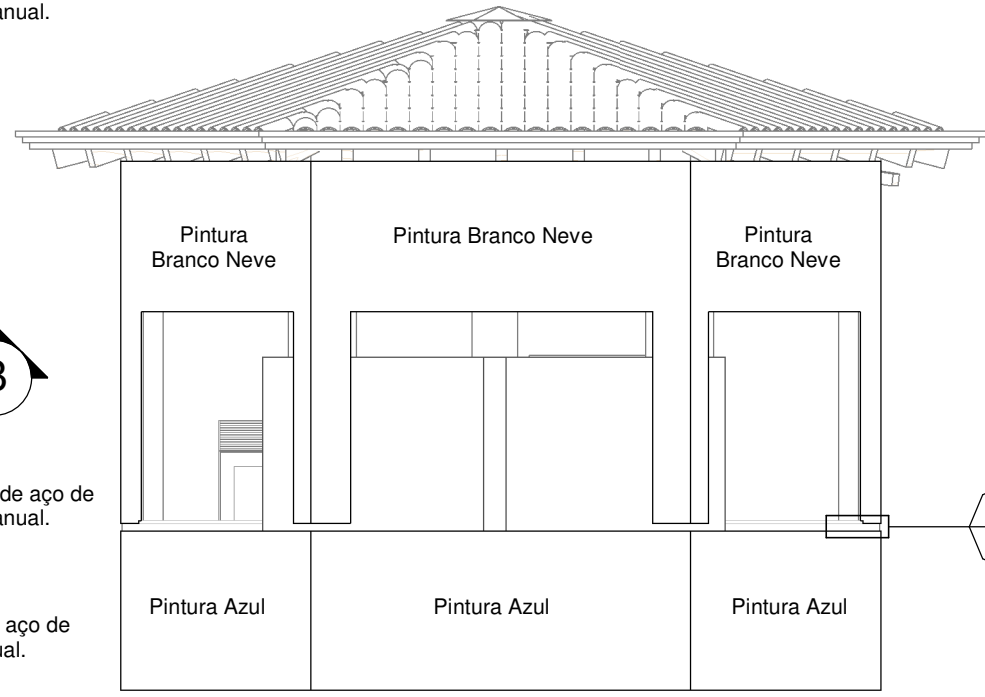 anual.
Pintura
Branco Neve
Pintura Branco Neve
Pintura
Branco Neve
de aço de
anual.
Pintura Azul
Pintura Azul
Pintura Azul
aço de
ual.